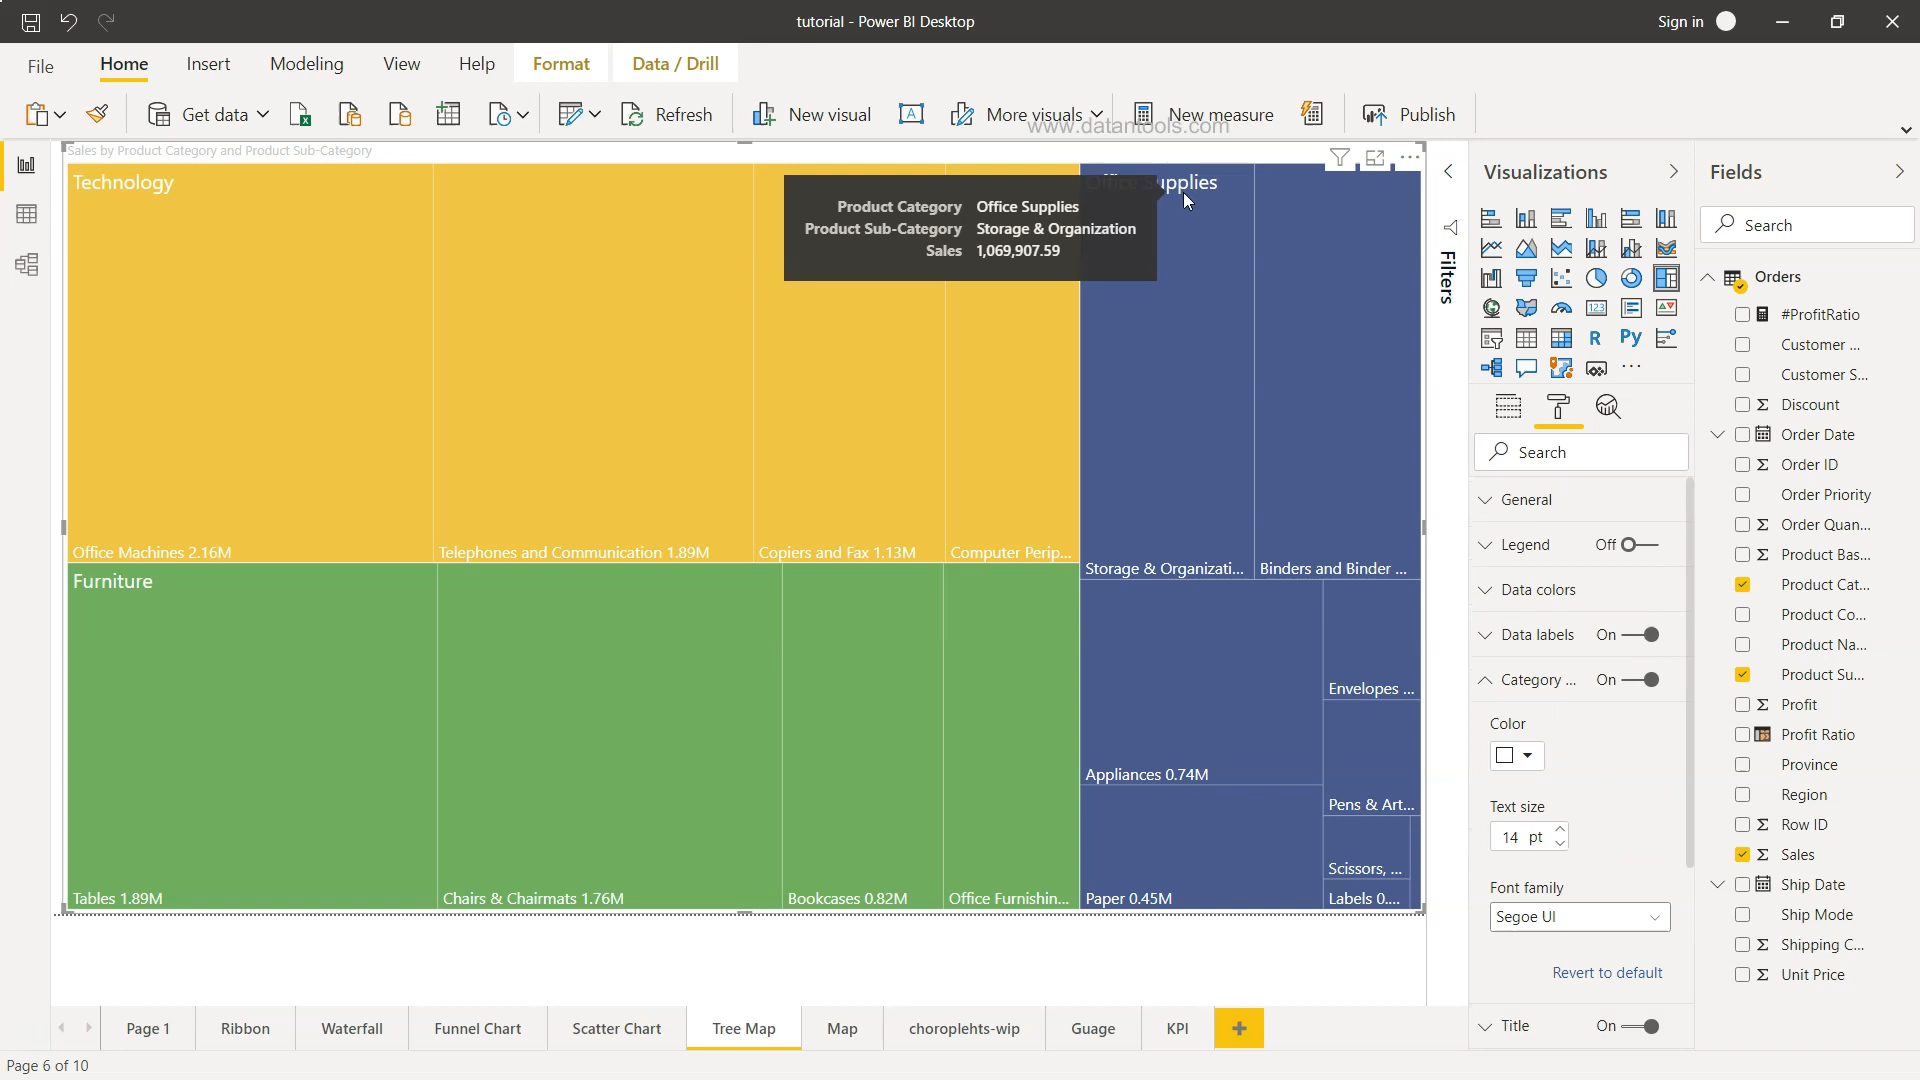 tutorial - Power BI Desktop
Sign in
File
Home
Insert
Modeling
View
Help
Format
Data / Drill
Get data
Refresh
New visual
More visuals
New measure
Publish
www.datantools.com
Sales by Product Category and Product Sub-Category
Technology
Office Supplies
Product Category Office Supplies
Product Sub-Category Storage & Organization
Sales 1,069,907.59
Office Machines 2.16M
Telephones and Communication 1.89M
Copiers and Fax 1.13M
Computer Perip...
Storage & Organizati...
Binders and Binder ...
Furniture
Envelopes ...
Appliances 0.74M
Pens & Art...
Scissors, ...
Tables 1.89M
Chairs & Chairmats 1.76M
Bookcases 0.82M
Office Furnishin...
Paper 0.45M
Labels 0....
Filters
Visualizations
R
Py
123
...
Search
General
Legend Off
Data colors
Data labels On
Category ... On
Color
Text size
14 pt
Font family
Segoe UI
Revert to default
Title On
Fields
Search
Orders
#ProfitRatio
Customer ...
Customer S...
Discount
Order Date
Order ID
Order Priority
Order Quan...
Product Bas...
Product Cat...
Product Co...
Product Na...
Product Su...
Profit
Profit Ratio
Province
Region
Row ID
Sales
Ship Date
Ship Mode
Shipping C...
Unit Price
Page 1
Ribbon
Waterfall
Funnel Chart
Scatter Chart
Tree Map
Map
choroplehts-wip
Guage
KPI
Page 6 of 10